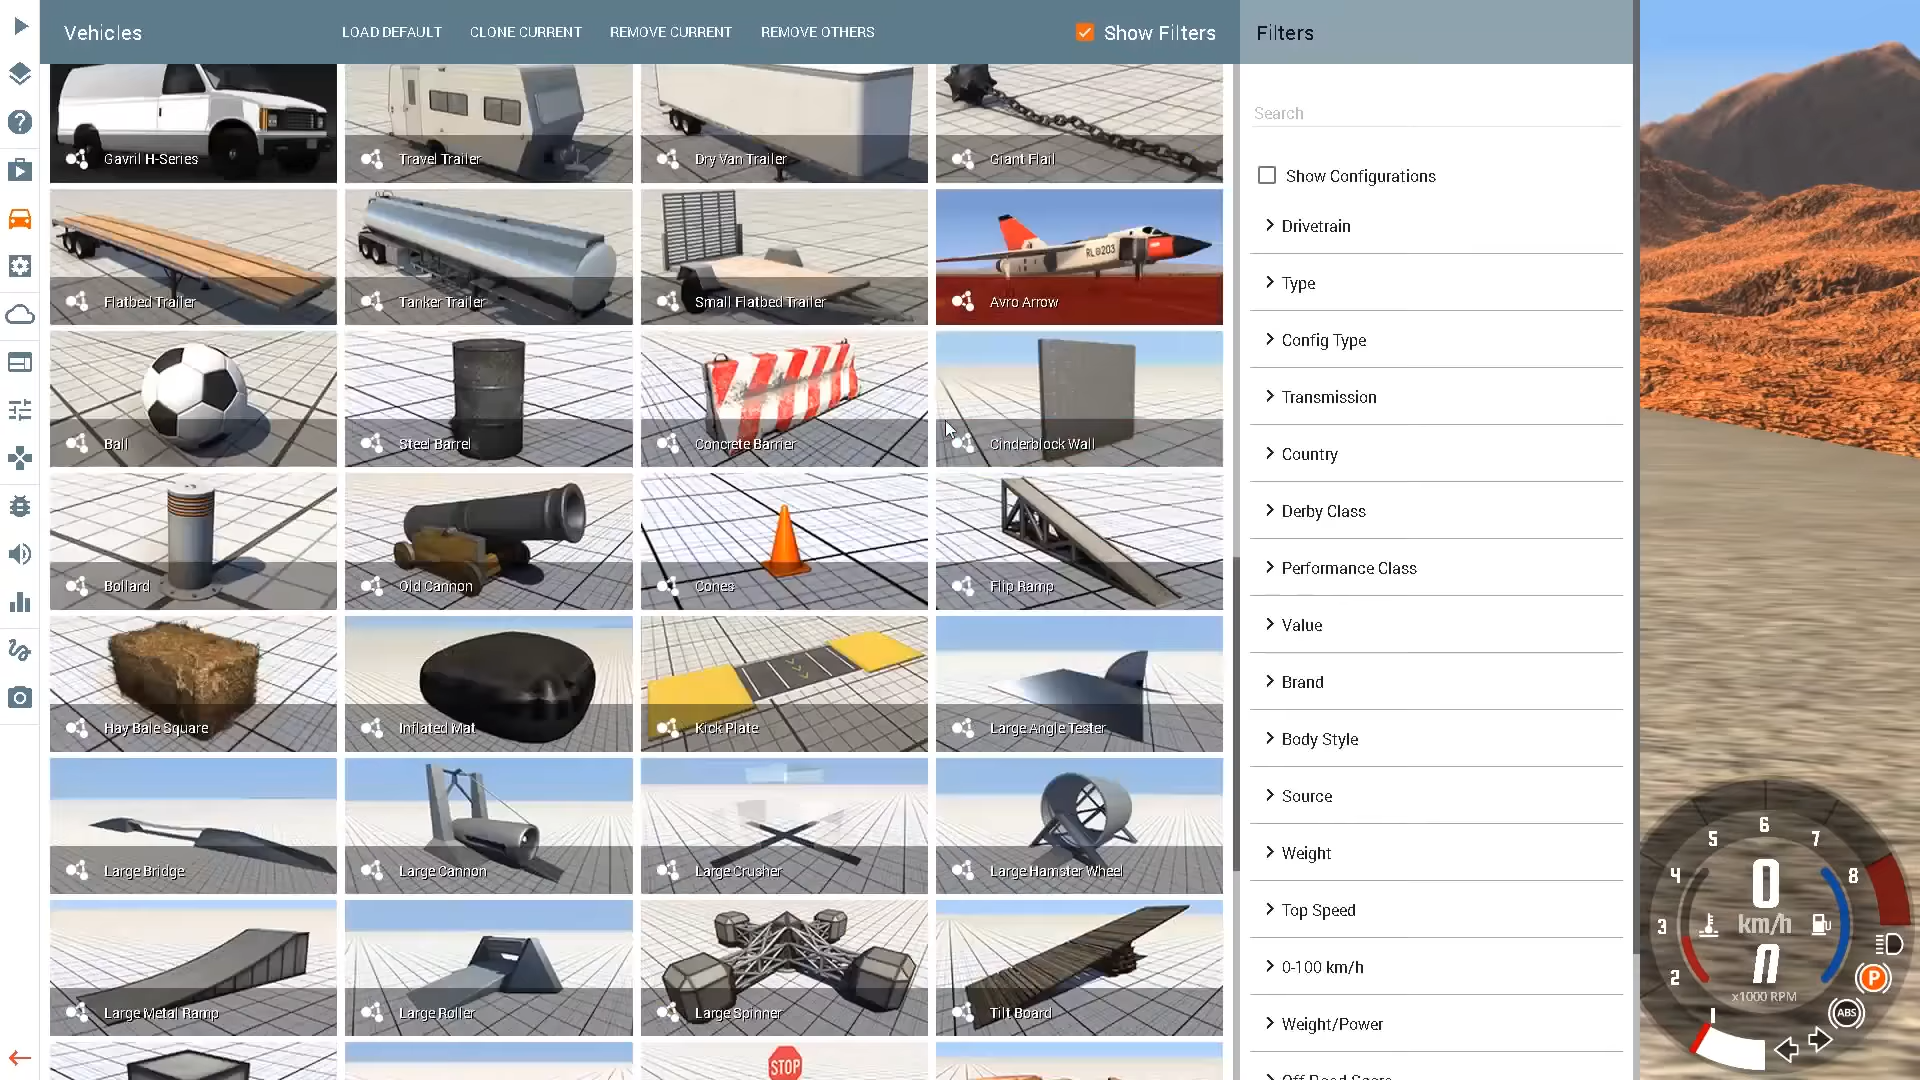 Vehicles
LOAD DEFAULT
CLONE CURRENT
REMOVE CURRENT
REMOVE OTHERS
Show Filters
Filters
Gavril H-Series
Travel Trailer
Dry Van Trailer
Giant Flail
Flatbed Trailer
Tanker Trailer
Small Flatbed Trailer
RL 203
Avro Arrow
Ball
Steel Barrel
Concrete Barrier
Cinderblock Wall
Bollard
Old Cannon
Cones
Flip Ramp
Hay Bale Square
Inflated Mat
Kick Plate
Large Angle Tester
Large Bridge
Large Cannon
Large Crusher
Large Hamster Wheel
Large Metal Ramp
Large Roller
Large Spinner
Tilt Board
STOP
Search
Show Configurations
Drivetrain
Type
Config Type
Transmission
Country
Derby Class
Performance Class
Value
Brand
Body Style
Source
Weight
Top Speed
0-100 km/h
Weight/Power
2
3
4
5
6
7
8
0
km/h
n
x1000 RPM
P
ABS